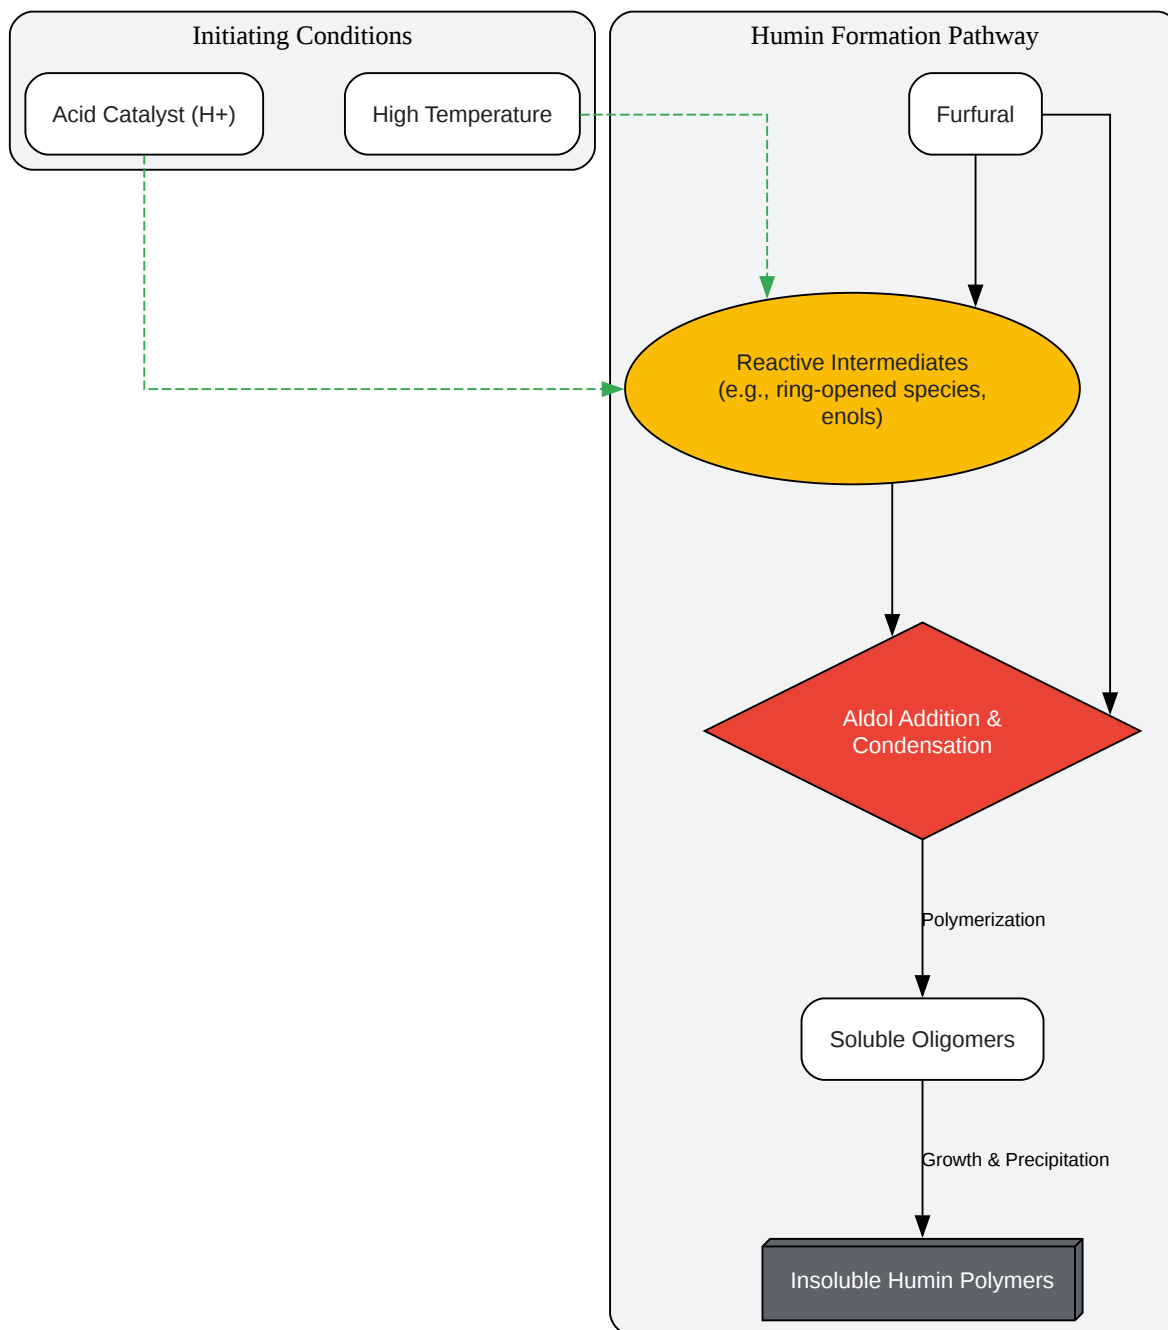 Initiating Conditions
Acid Catalyst (H+)
High Temperature
Humin Formation Pathway
Furfural
Reactive Intermediates
(e.g., ring-opened species,
enols)
Aldol Addition &
Condensation
Polymerization
Soluble Oligomers
Growth & Precipitation
Insoluble Humin Polymers